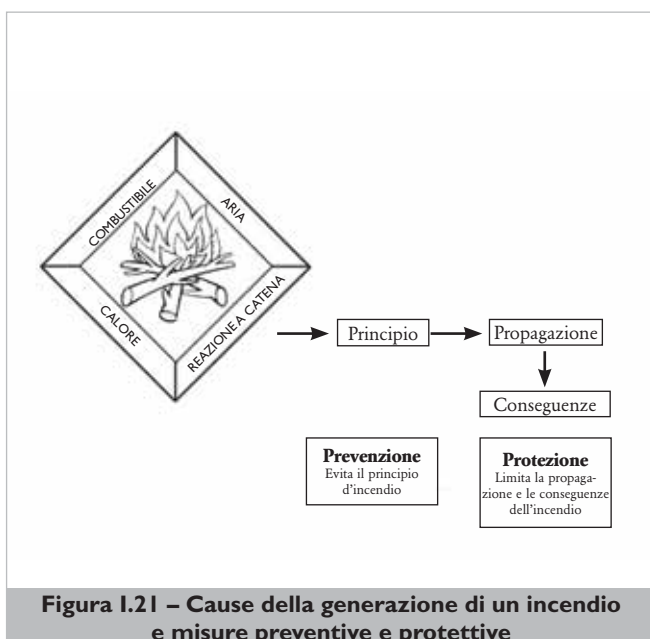 COMBUSTIBILE
ARIA
CALORE
REAZIONE A CATENA
Principio
Propagazione
Conseguenze
Prevenzione
Evita il principio
d'incendio
Protezione
Limita la propaga-
zione e le conseguenze
dell'incendio
Figura I.21 – Cause della generazione di un incendio
e misure preventive e protettive